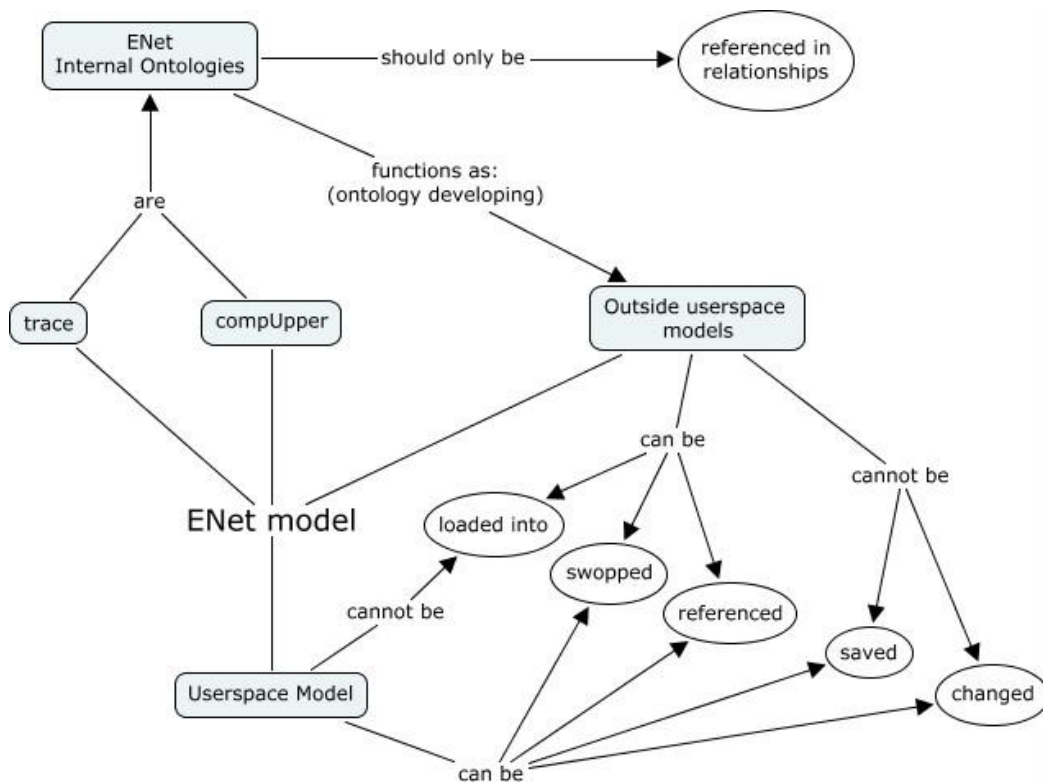 ENet
Internal Ontologies
should only be
referenced in
relationships
functions as:
(ontology developing)
are
trace
compUpper
Outside userspace
models
can be
cannot be
ENet model
loaded into
swopped
cannot be
referenced
saved
changed
Userspace Model
can be